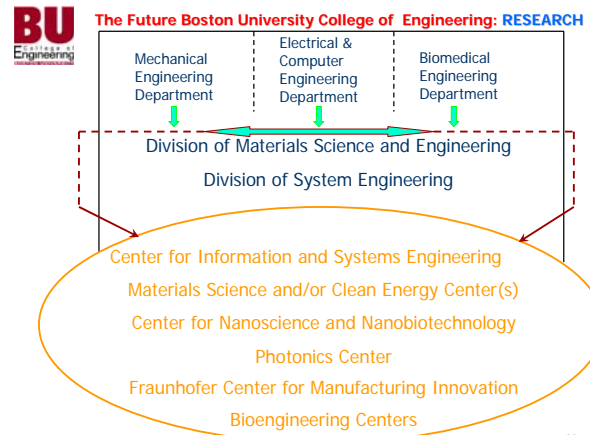 BU
College of
Engineering
The Future Boston University College of Engineering: RESEARCH
Mechanical
Engineering
Department
Electrical &
Computer
Engineering
Department
Biomedical
Engineering
Department
Division of Materials Science and Engineering
Division of System Engineering
Center for Information and Systems Engineering
Materials Science and/or Clean Energy Center(s)
Center for Nanoscience and Nanobiotechnology
Photonics Center
Fraunhofer Center for Manufacturing Innovation
Bioengineering Centers